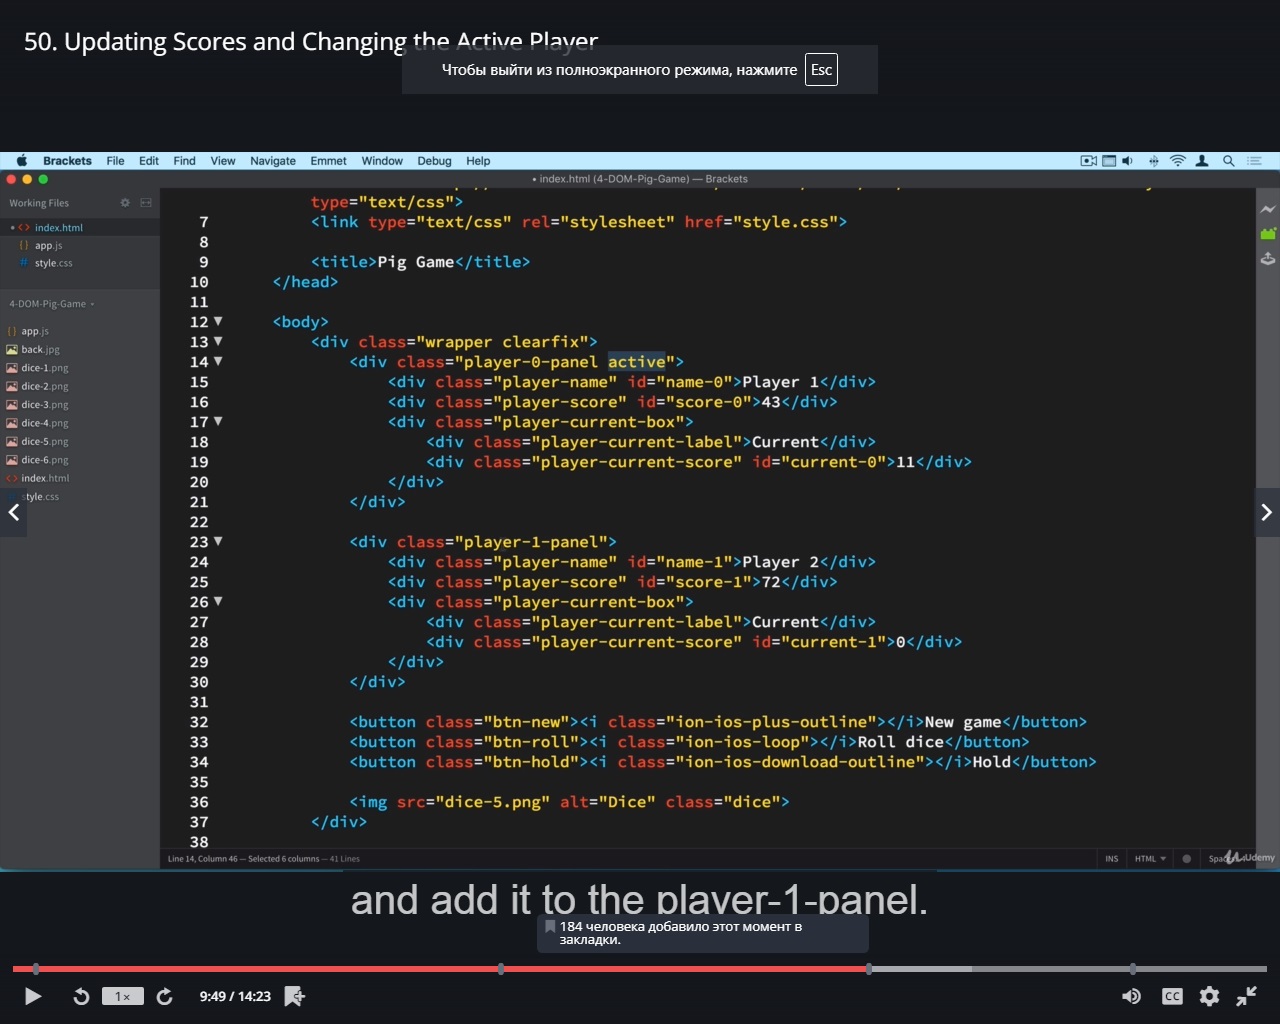 50. Updating Scores and Changing the Active Player
Чтобы выйти из полноэкранного режима, нажмите Esc
Brackets File Edit Find View Navigate Emmet Window Debug Help
• index.html (4-DOM-Pig-Game) — Brackets
Working Files
index.html
app.js
style.css
4-DOM-Pig-Game
app.js
back.jpg
dice-1.png
dice-2.png
dice-3.png
dice-4.png
dice-5.png
dice-6.png
index.html
style.css
type="text/css">
7 <link type="text/css" rel="stylesheet" href="style.css">
8
9 <title>Pig Game</title>
10 </head>
11
12 <body>
13 <div class="wrapper clearfix">
14 <div class="player-0-panel active">
15 <div class="player-name" id="name-0">Player 1</div>
16 <div class="player-score" id="score-0">43</div>
17 <div class="player-current-box">
18 <div class="player-current-label">Current</div>
19 <div class="player-current-score" id="current-0">11</div>
20 </div>
21 </div>
22
23 <div class="player-1-panel">
24 <div class="player-name" id="name-1">Player 2</div>
25 <div class="player-score" id="score-1">72</div>
26 <div class="player-current-box">
27 <div class="player-current-label">Current</div>
28 <div class="player-current-score" id="current-1">0</div>
29 </div>
30 </div>
31
32 <button class="btn-new"><i class="ion-ios-plus-outline"></i>New game</button>
33 <button class="btn-roll"><i class="ion-ios-loop"></i>Roll dice</button>
34 <button class="btn-hold"><i class="ion-ios-download-outline"></i>Hold</button>
35
36 <img src="dice-5.png" alt="Dice" class="dice">
37 </div>
38
Line 14, Column 46 — Selected 6 columns — 41 Lines
INS HTML Udemy
and add it to the player-1-panel.
184 человека добавило этот момент в
закладки.
1x 9:49 / 14:23 CC